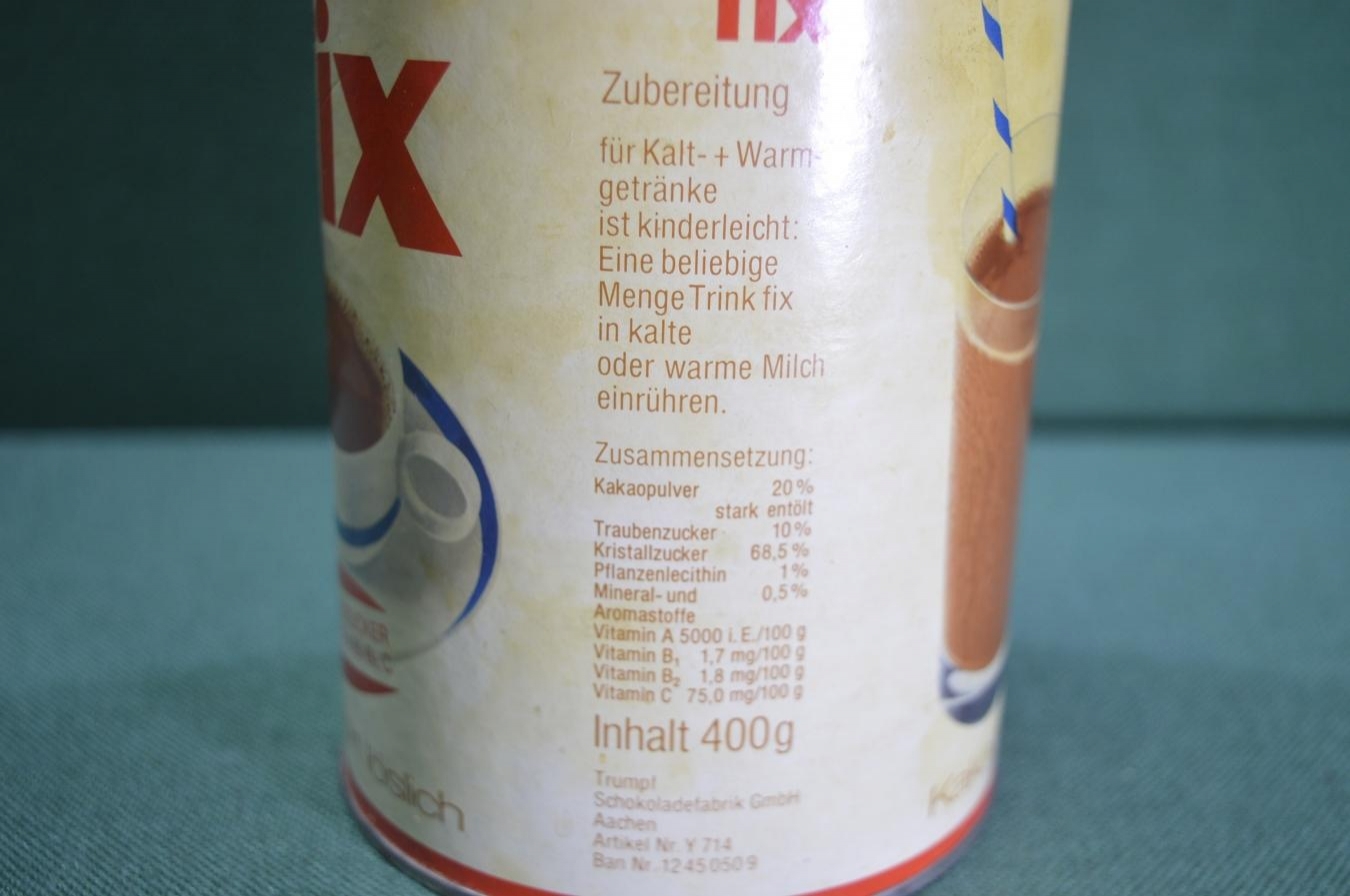 ix
fix
Zubereitung
für Kalt- + Warm-
getränke
ist kinderleicht:
Eine beliebige
Menge Trink fix
in kalte
oder warme Milch
einrühren.
Zusammensetzung:
Kakaopulver 20%
stark entölt
Traubenzucker 10%
Kristallzucker 68,5%
Pflanzenlecithin 1%
Mineral- und 0,5%
Aromastoffe
Vitamin A 5000 i. E./100 g
Vitamin B₁ 1,7 mg/100 g
Vitamin B₂ 1,8 mg/100 g
Vitamin C 75,0 mg/100 g
Inhalt 400g
Trumpf
Schokoladefabrik GmbH
Aachen
Artikel Nr. Y 714
Ban Nr. 12 45 050 9